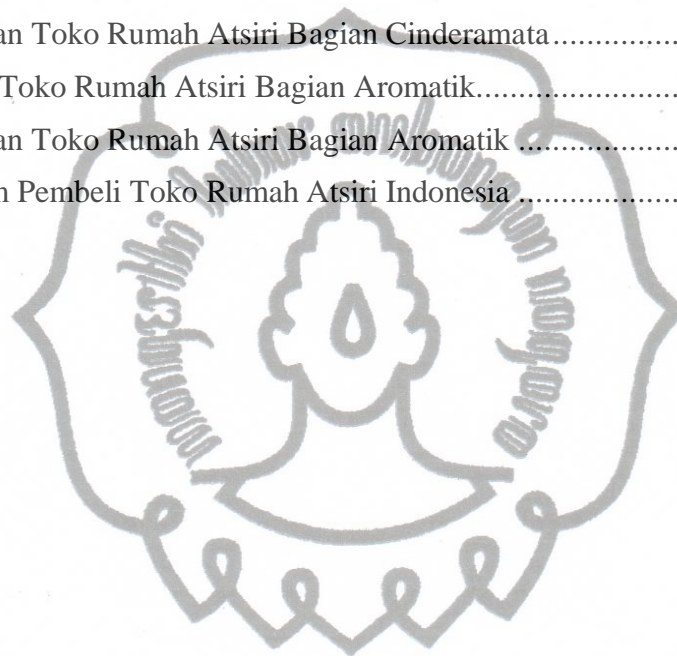 an Toko Rumah Atsiri Bagian Cinderamata........................
Toko Rumah Atsiri Bagian Aromatik...............................
an Toko Rumah Atsiri Bagian Aromatik ..........................
n Pembeli Toko Rumah Atsiri Indonesia ..........................